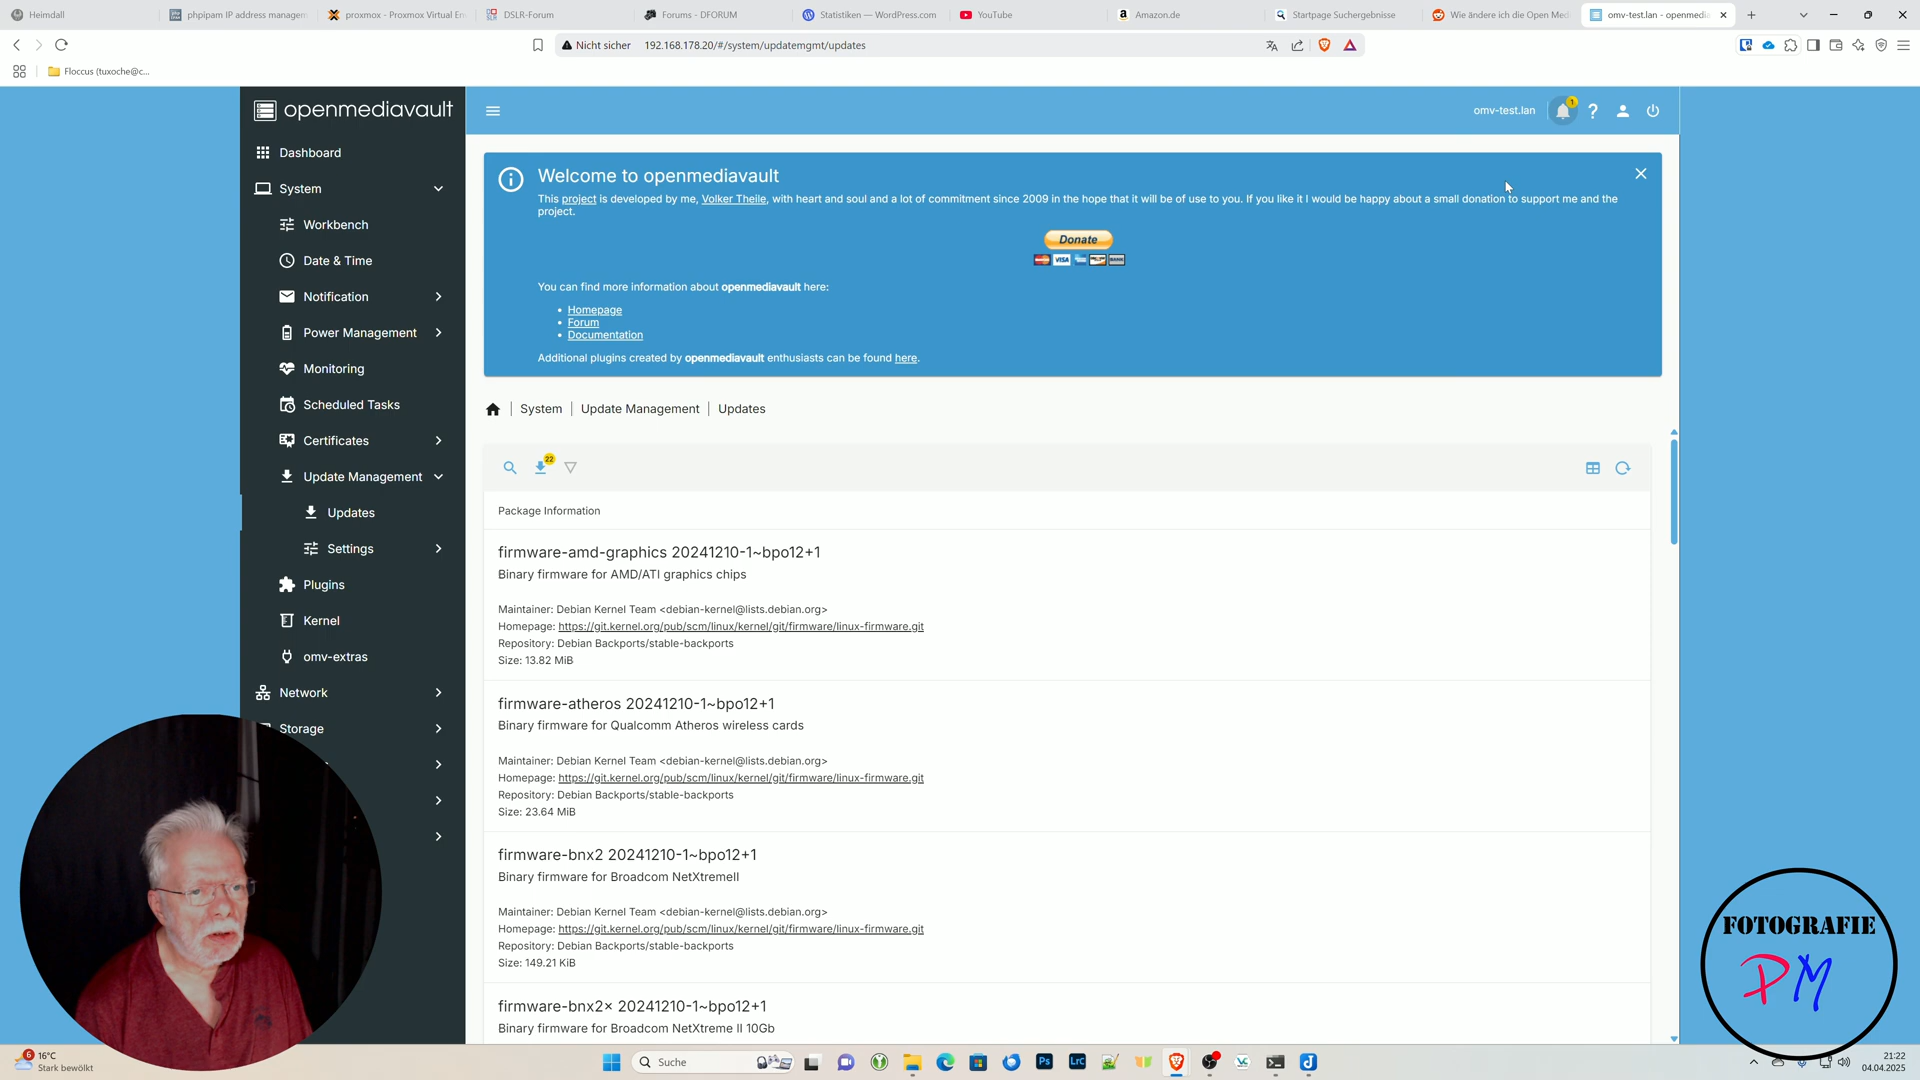 Heimdall
phpipam IP address managem
proxmox - Proxmox Virtual En
DSLR-Forum
Forums - DFORUM
Statistiken — WordPress.com
YouTube
Amazon.de
Startpage Suchergebnisse
Wie ändere ich die Open Med
omv-test.lan - openmedia
Nicht sicher
192.168.178.20/#/system/updatemgmt/updates
Floccus (tuxoche@c...
openmediavault
omv-test.lan
1
Dashboard
System
Workbench
Date & Time
Notification
Power Management
Monitoring
Scheduled Tasks
Certificates
Update Management
Updates
Settings
Plugins
Kernel
omv-extras
Network
Storage
Welcome to openmediavault
This project is developed by me, Volker Theile, with heart and soul and a lot of commitment since 2009 in the hope that it will be of use to you. If you like it I would be happy about a small donation to support me and the
project.
Donate
VISA
You can find more information about openmediavault here:
Homepage
Forum
Documentation
Additional plugins created by openmediavault enthusiasts can be found here.
System | Update Management | Updates
22
Package Information
firmware-amd-graphics 20241210-1~bpo12+1
Binary firmware for AMD/ATI graphics chips
Maintainer: Debian Kernel Team <debian-kernel@lists.debian.org>
Homepage: https://git.kernel.org/pub/scm/linux/kernel/git/firmware/linux-firmware.git
Repository: Debian Backports/stable-backports
Size: 13.82 MiB
firmware-atheros 20241210-1~bpo12+1
Binary firmware for Qualcomm Atheros wireless cards
Maintainer: Debian Kernel Team <debian-kernel@lists.debian.org>
Homepage: https://git.kernel.org/pub/scm/linux/kernel/git/firmware/linux-firmware.git
Repository: Debian Backports/stable-backports
Size: 23.64 MiB
firmware-bnx2 20241210-1~bpo12+1
Binary firmware for Broadcom NetXtremeII
Maintainer: Debian Kernel Team <debian-kernel@lists.debian.org>
Homepage: https://git.kernel.org/pub/scm/linux/kernel/git/firmware/linux-firmware.git
Repository: Debian Backports/stable-backports
Size: 149.21 KiB
firmware-bnx2x 20241210-1~bpo12+1
Binary firmware for Broadcom NetXtreme II 10Gb
FOTOGRAFIE
PM
6
16°C
Stark bewölkt
Suche
Ps
LrC
21:22
04.04.2025